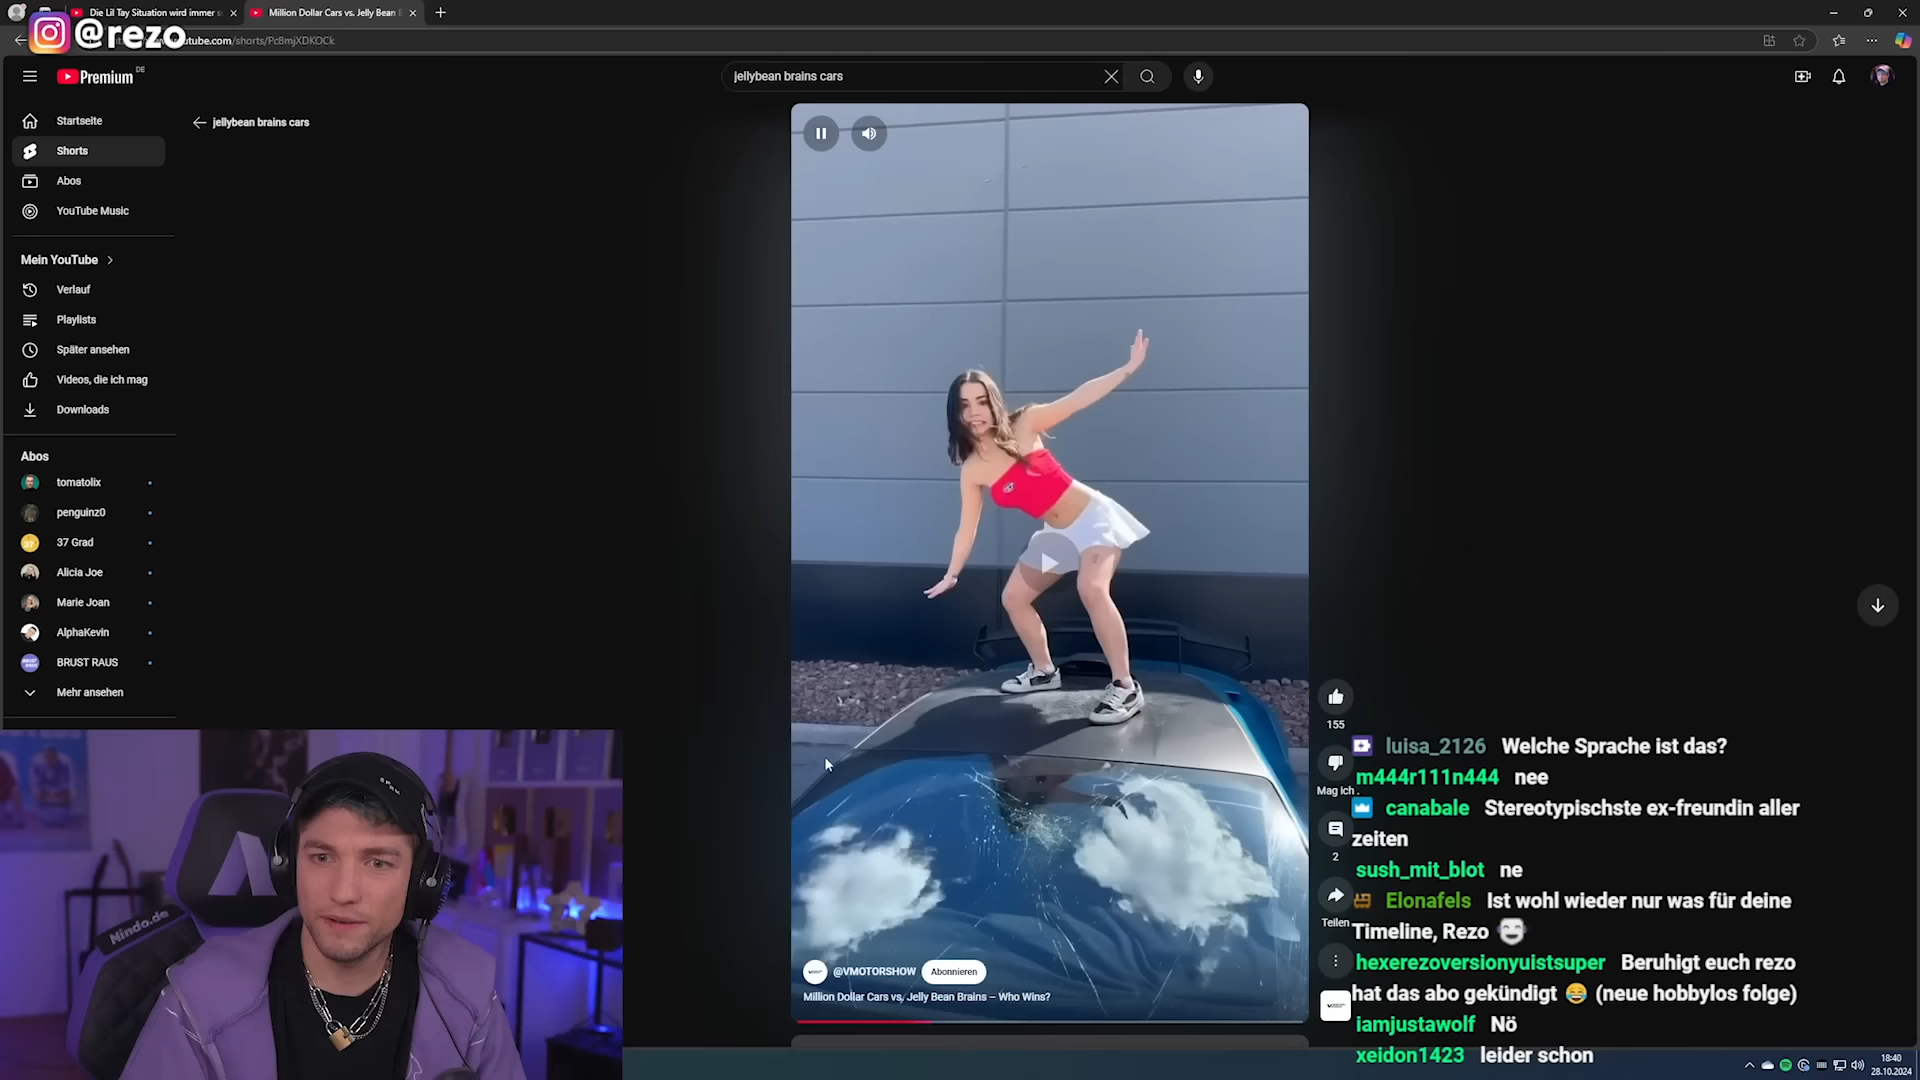 Die Lil Tay Situation wird immer s
Million Dollar Cars vs. Jelly Bean B
@rezo
utube.com/shorts/Pc8mjXDKOCk
Premium DE
jellybean brains cars
Startseite
jellybean brains cars
Shorts
Abos
YouTube Music
Mein YouTube
Verlauf
Playlists
Später ansehen
Videos, die ich mag
Downloads
Abos
tomatolix
penguinz0
37 Grad
Alicia Joe
Marie Joan
AlphaKevin
BRUST RAUS
Mehr ansehen
155
Mag ich
2
Teilen
luisa_2126 Welche Sprache ist das?
m444r111n444 nee
canabale Stereotypischste ex-freundin aller
zeiten
sush_mit_blot ne
Elonafels Ist wohl wieder nur was für deine
Timeline, Rezo
hexerezoversionyuistsuper Beruhigt euch rezo
hat das abo gekündigt 😂 (neue hobbylos folge)
iamjustawolf Nö
xeidon1423 leider schon
@VMOTORSHOW Abonnieren
Million Dollar Cars vs. Jelly Bean Brains – Who Wins?
Nindo.de
18:40
28.10.2024